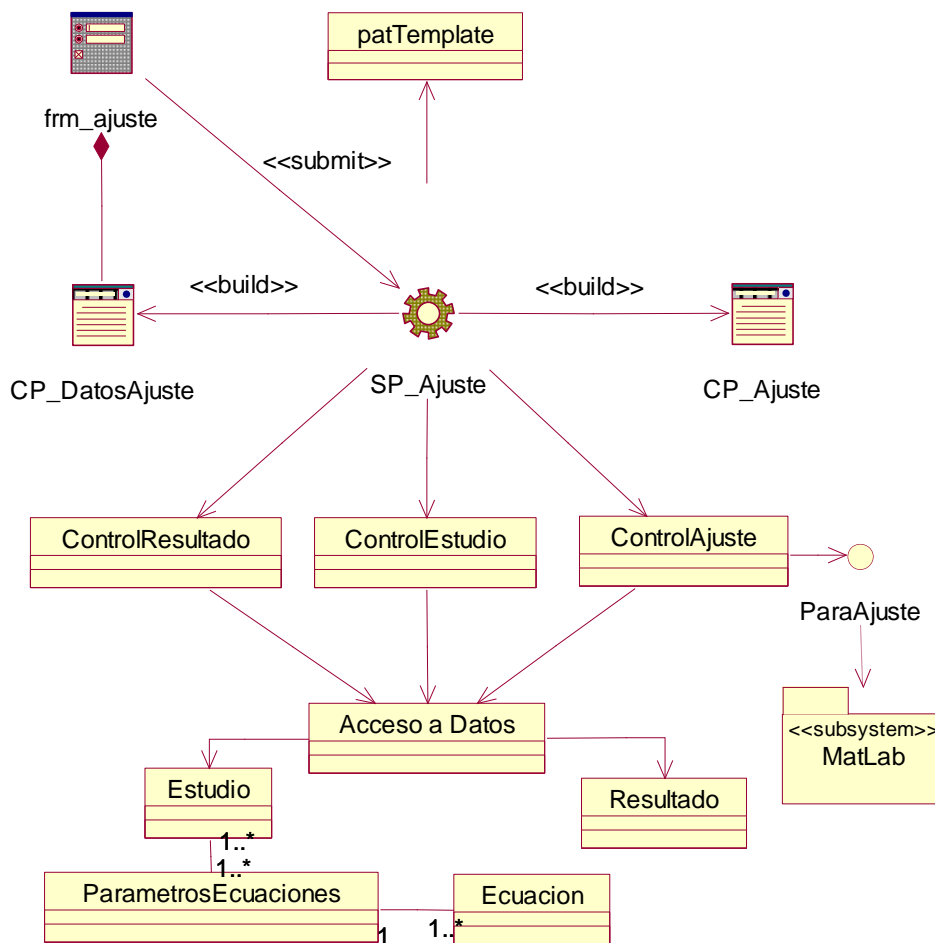 patTemplate
frm_ajuste
<<submit>>
<<build>>
<<build>>
CP_DatosAjuste
SP_Ajuste
CP_Ajuste
ControlResultado
ControlEstudio
ControlAjuste
ParaAjuste
Acceso a Datos
<<subsystem>>
MatLab
Estudio
Resultado
1..*
1..*
ParametrosEcuaciones
Ecuacion
1
1..*